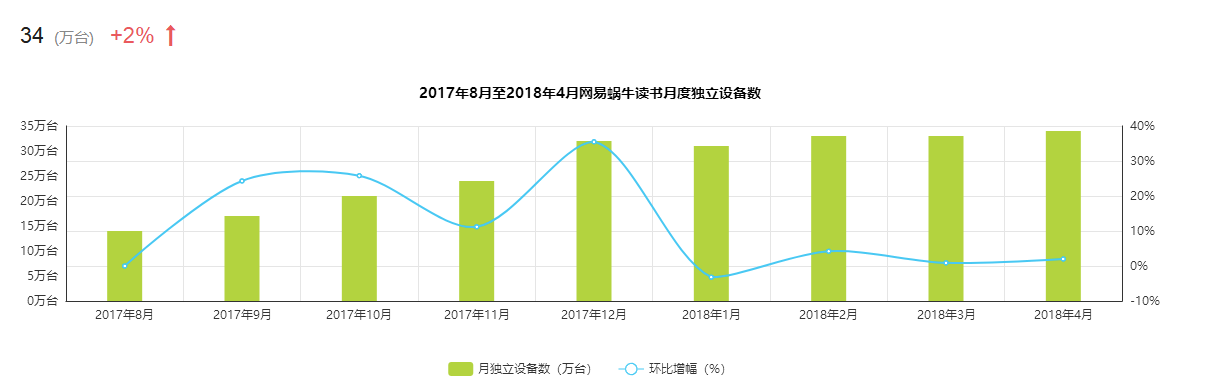 34 (万台) +2%
2017年8月至2018年4月网易蜗牛读书月度独立设备数
35万台 40%
30万台 30%
25万台
20万台 20%
15万台
10万台 10%
5万台 0%
0万台 -10%
2017年8月 2017年9月 2017年10月 2017年11月 2017年12月 2018年1月 2018年2月 2018年3月 2018年4月
月独立设备数（万台） 环比增幅（%）